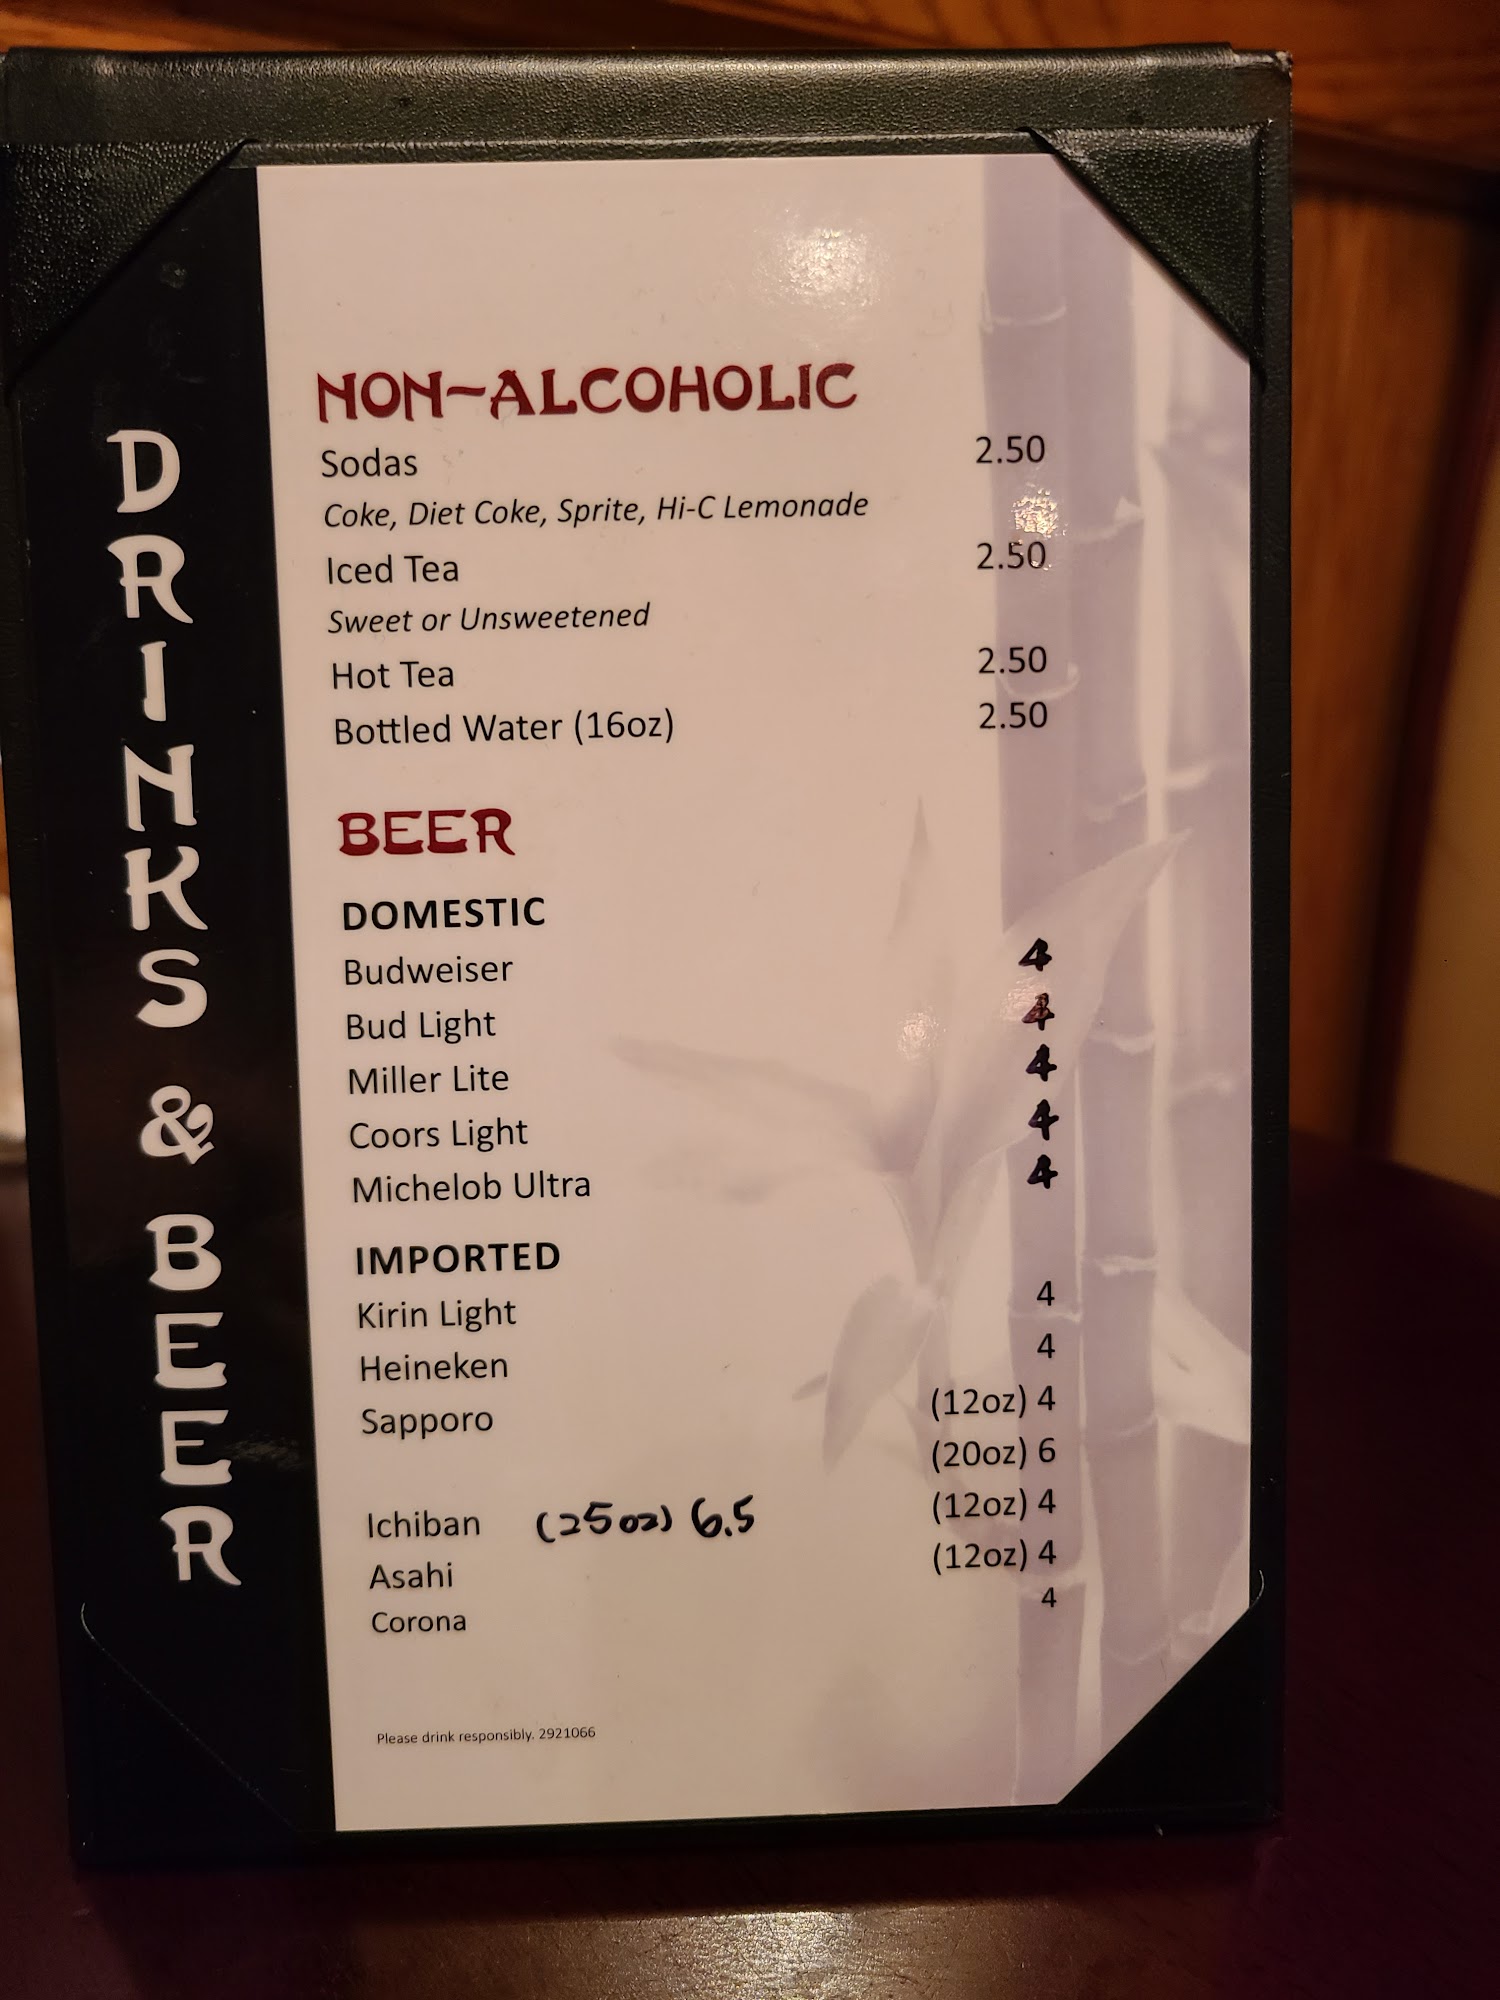 DRINKS & BEER
NON-ALCOHOLIC
Sodas 2.50
Coke, Diet Coke, Sprite, Hi-C Lemonade
Iced Tea 2.50
Sweet or Unsweetened
Hot Tea 2.50
Bottled Water (16oz) 2.50
BEER
DOMESTIC
Budweiser 4
Bud Light 4
Miller Lite 4
Coors Light 4
Michelob Ultra 4
IMPORTED
Kirin Light 4
Heineken 4
Sapporo (12oz) 4
(20oz) 6
Ichiban (25oz) 6.5 (12oz) 4
Asahi (12oz) 4
Corona 4
Please drink responsibly. 2921066